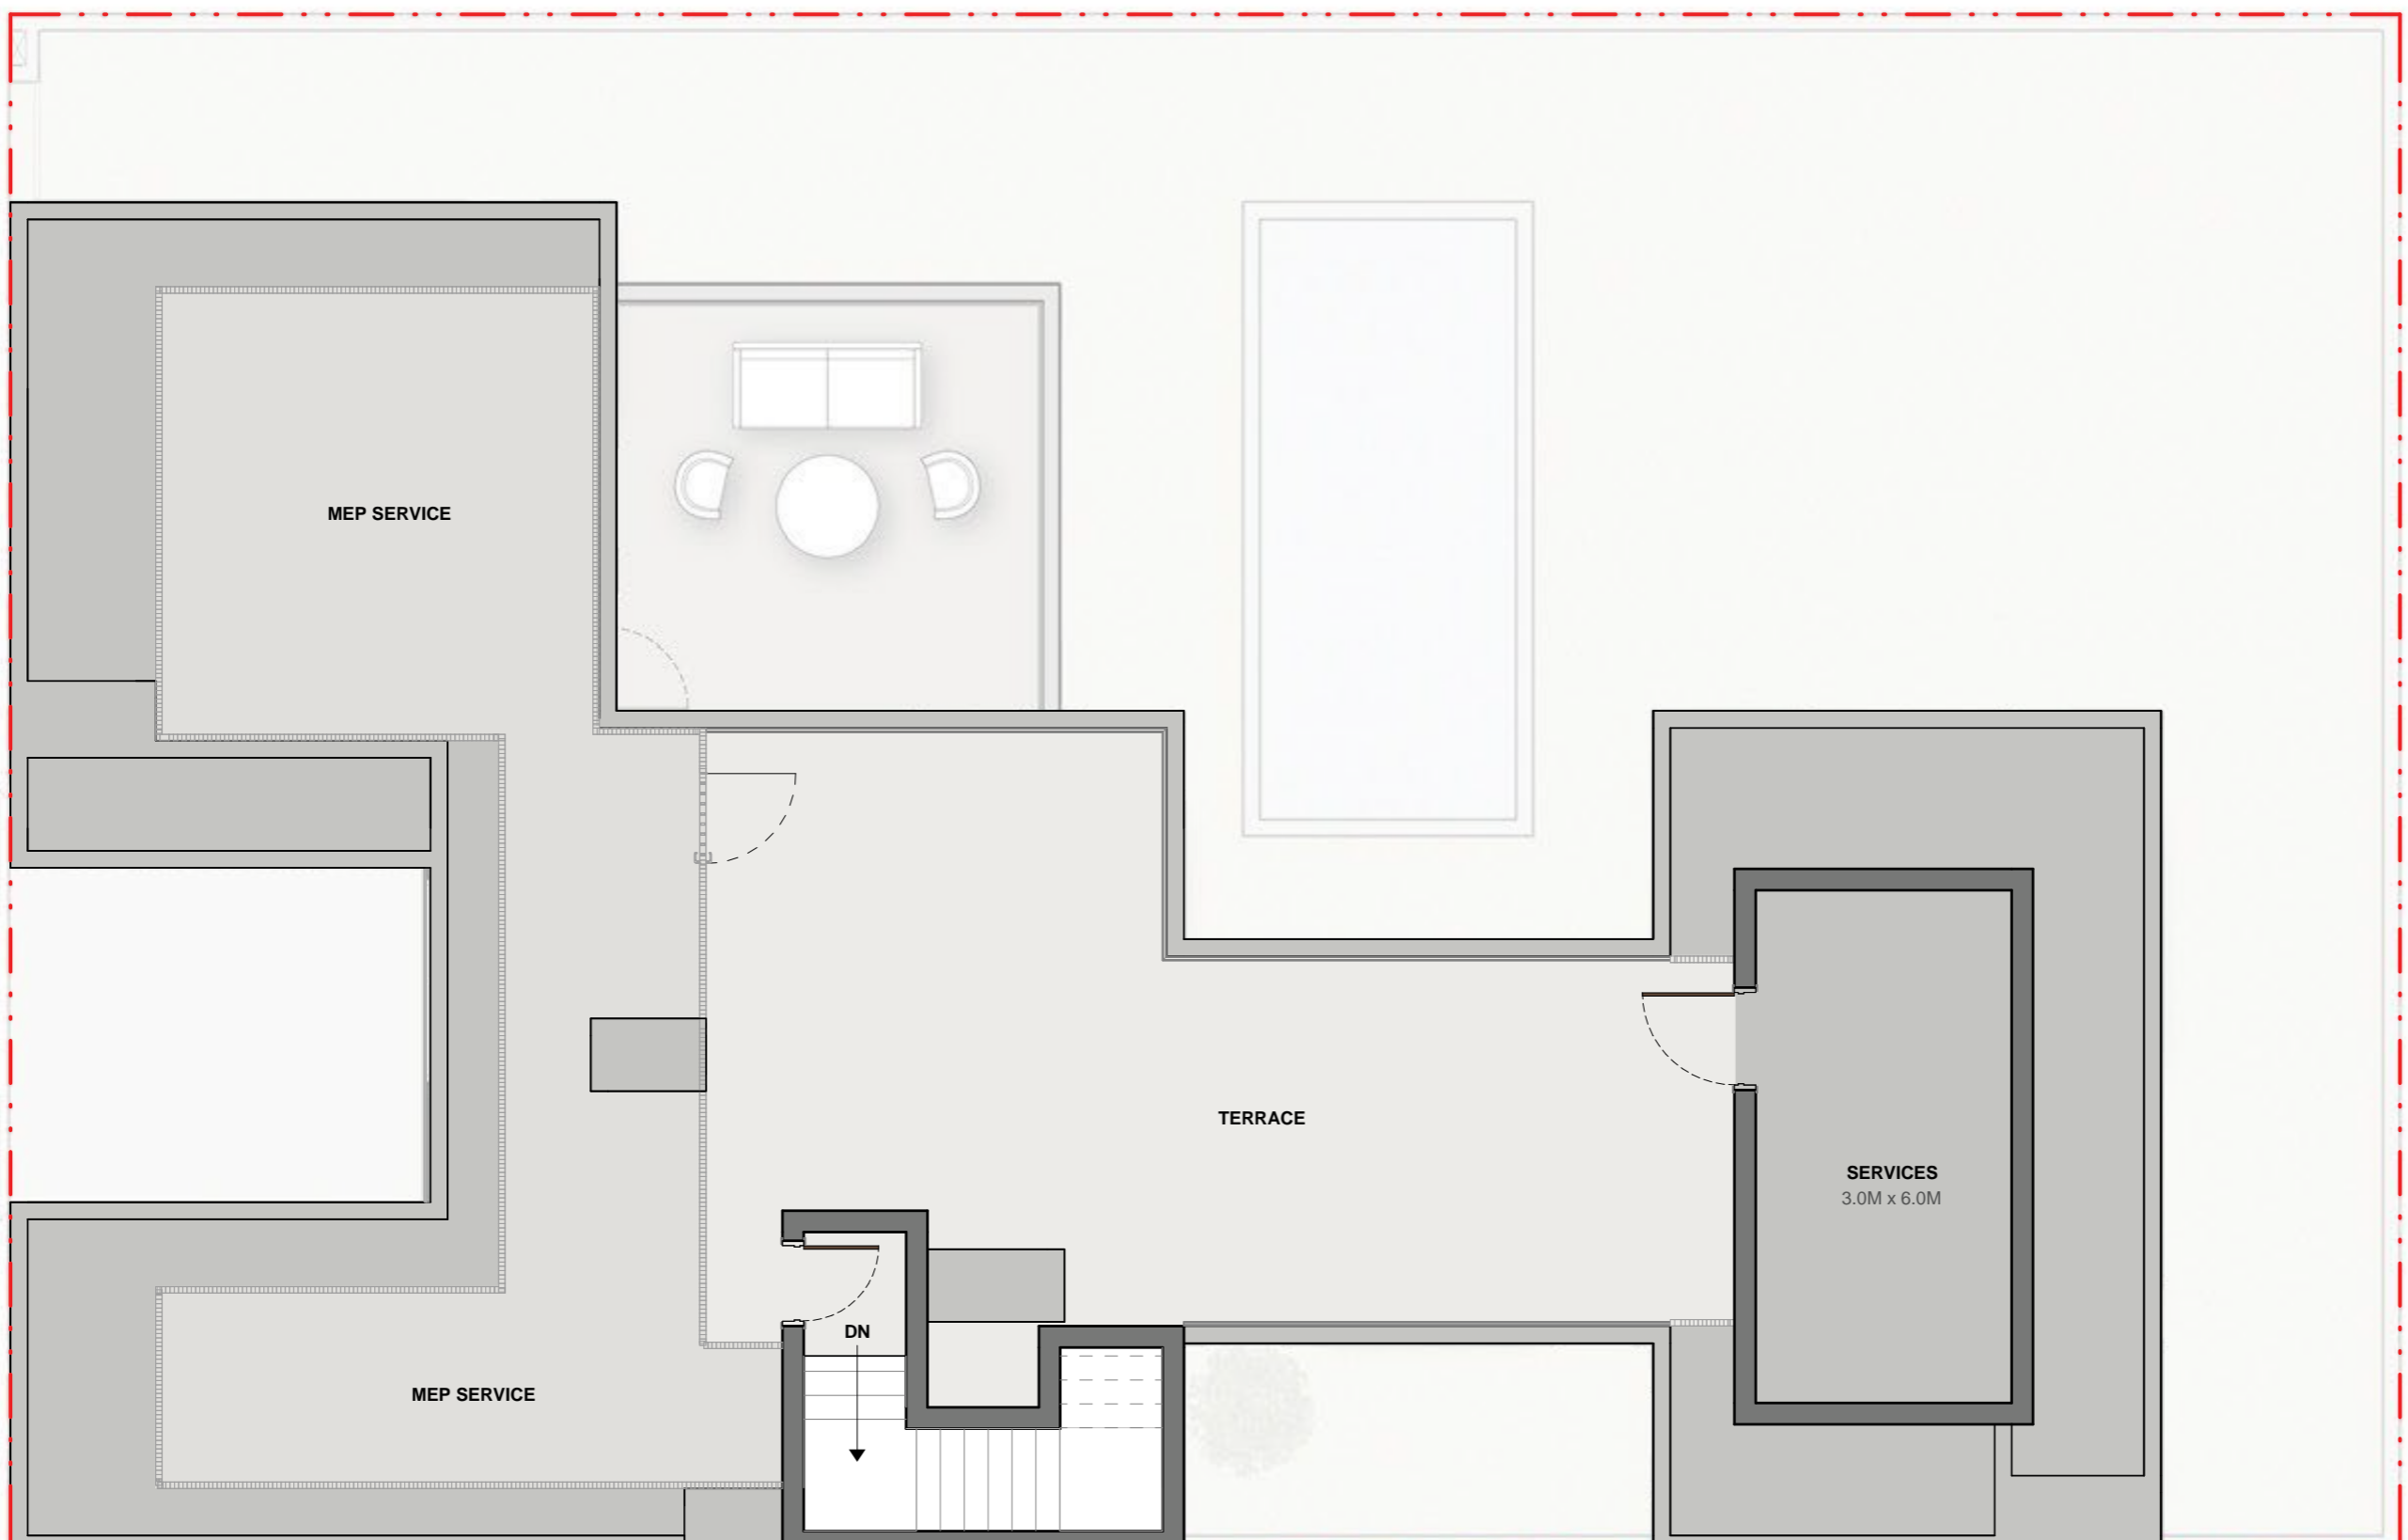 MEP SERVICE
TERRACE
SERVICES
3.0M x 6.0M
DN
MEP SERVICE